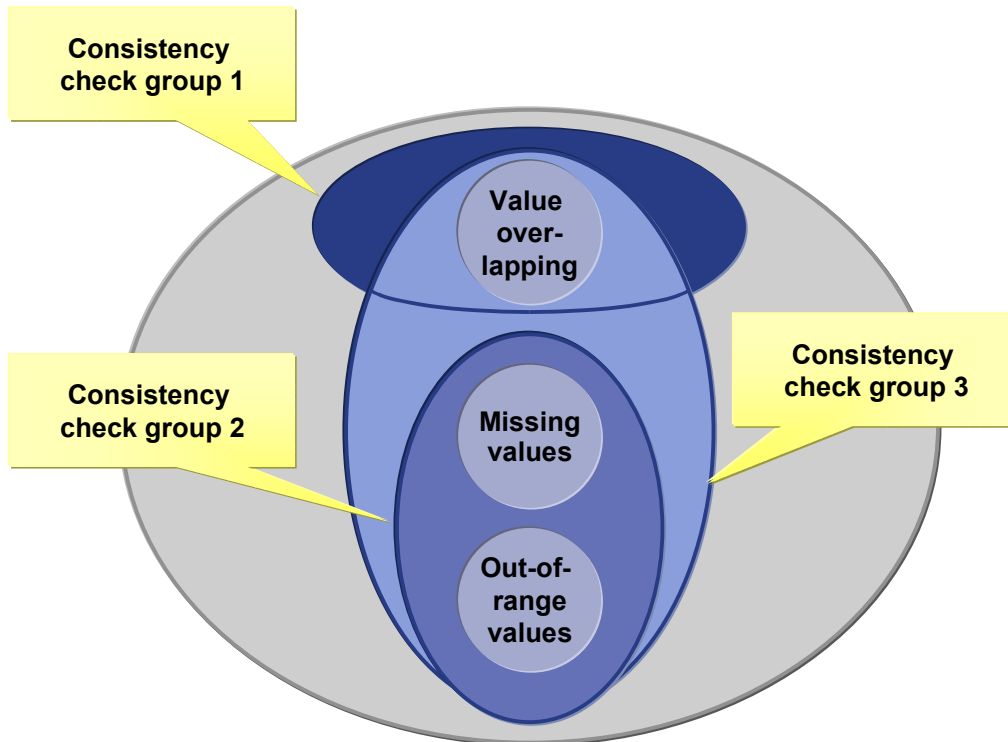 Consistency
check group 1
Value
over-
lapping
Consistency
check group 3
Consistency
check group 2
Missing
values
Out-of-
range
values